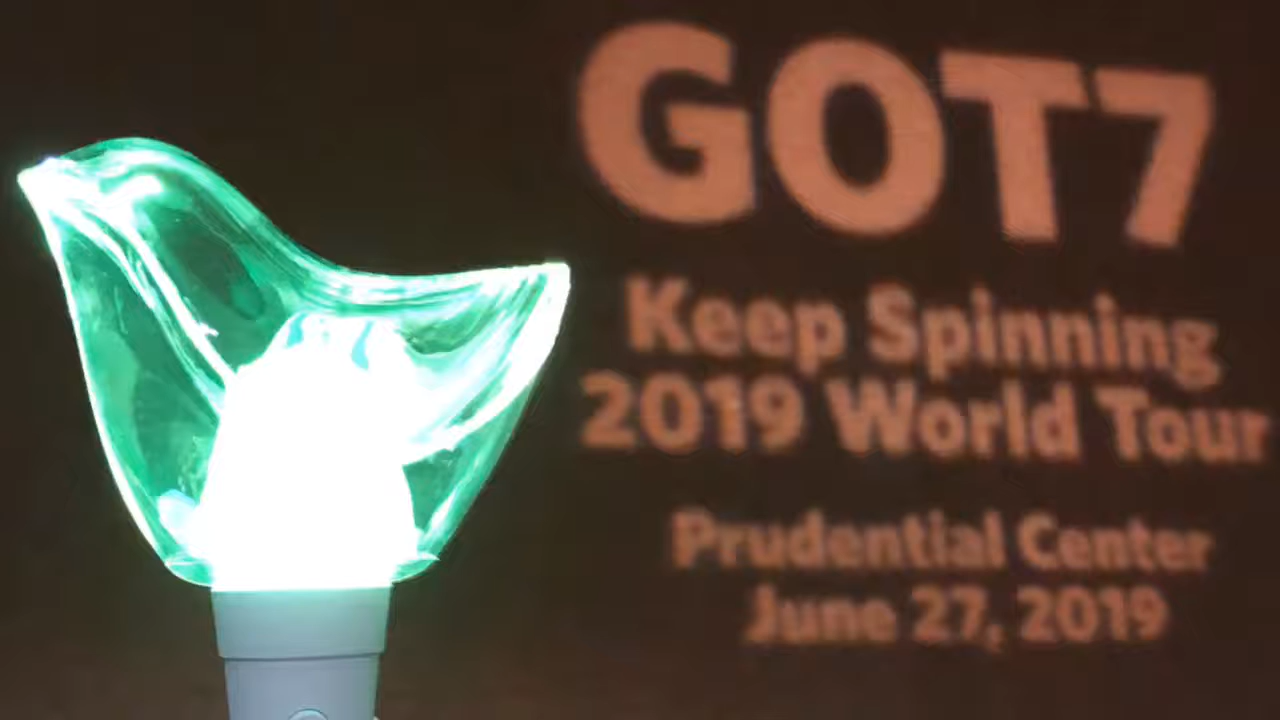 GOT7
Keep Spinning
2019 World Tour
Prudential Center
June 27, 2019